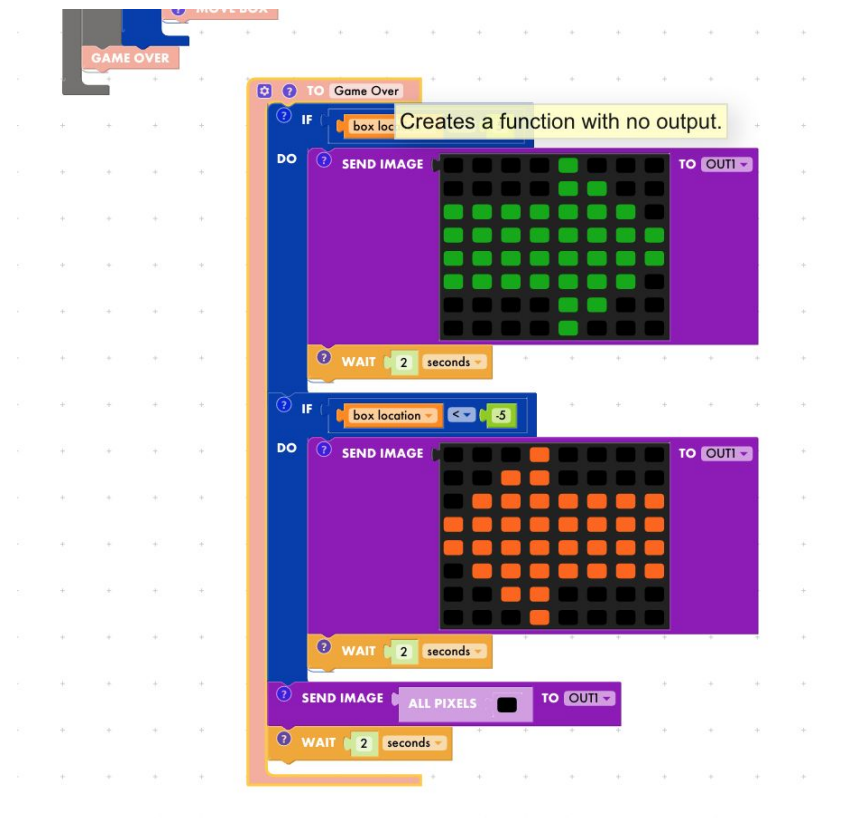 MOVE BOX
GAME OVER
? TO Game Over
? IF box loc
Creates a function with no output.
DO ? SEND IMAGE TO OUT1
? WAIT 2 seconds
? IF box location < -5
DO ? SEND IMAGE TO OUT1
? WAIT 2 seconds
? SEND IMAGE ALL PIXELS TO OUT1
? WAIT 2 seconds